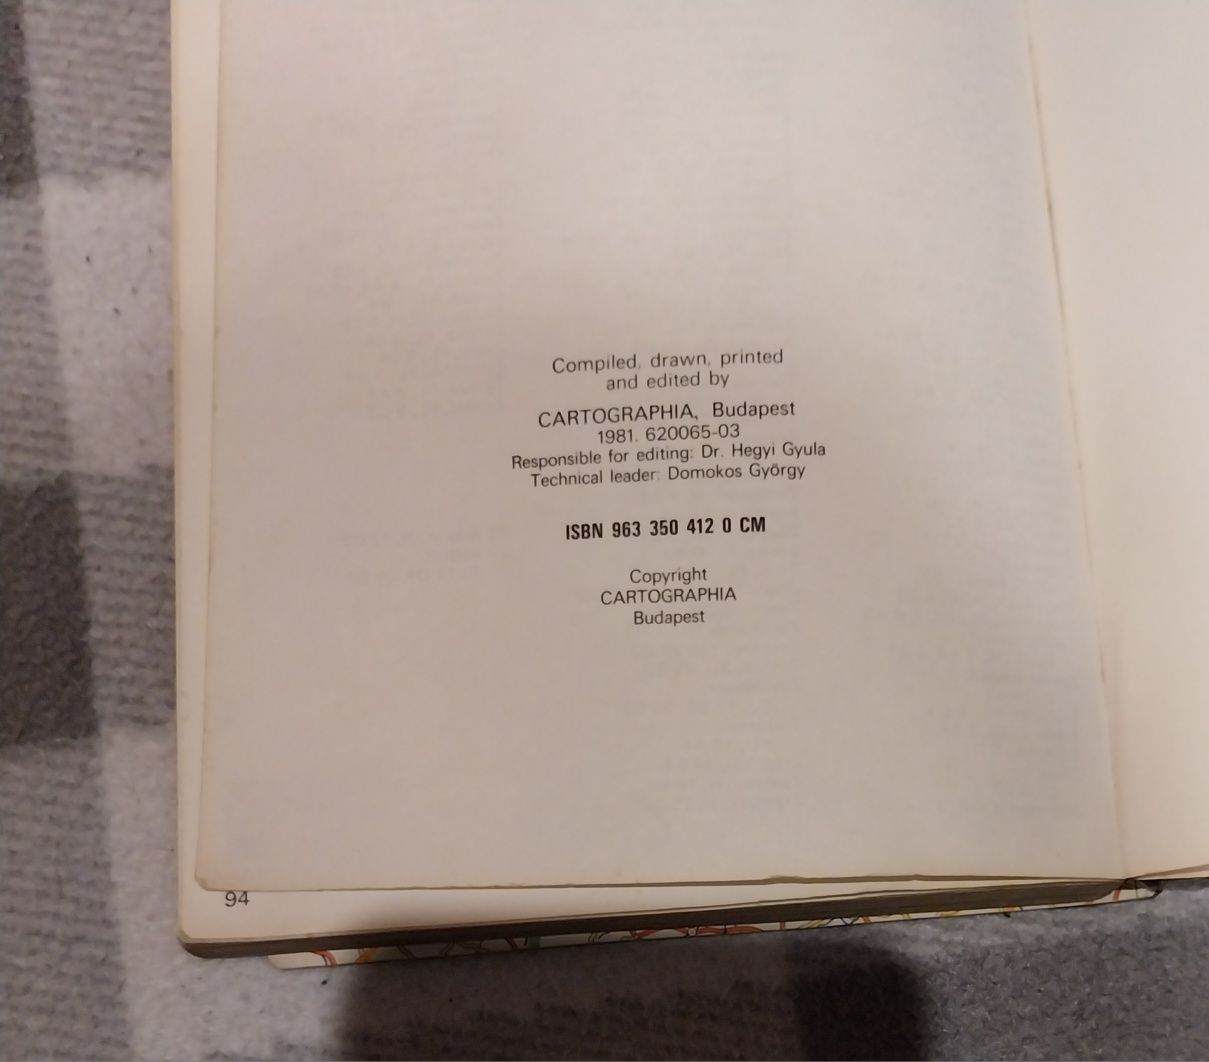 Compiled, drawn, printed
and edited by
CARTOGRAPHIA, Budapest
1981. 620065-03
Responsible for editing: Dr. Hegyi Gyula
Technical leader: Domokos György
ISBN 963 350 412 0 CM
Copyright
CARTOGRAPHIA
Budapest
94